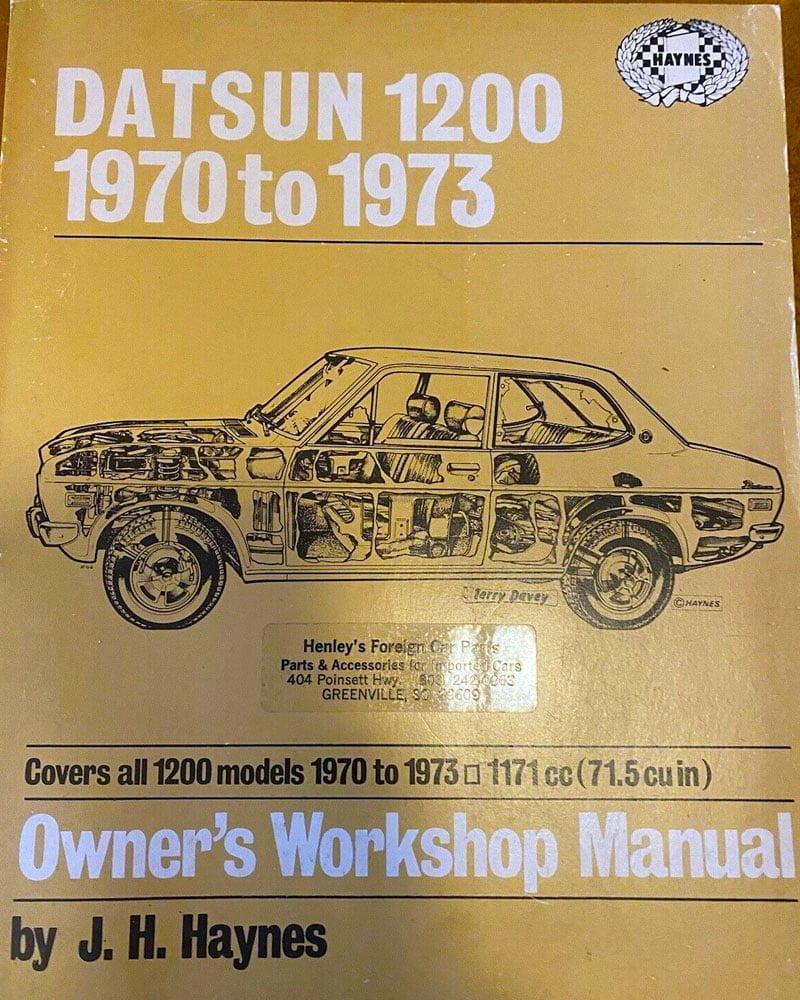 HAYNES
DATSUN 1200
1970 to 1973
Terry Davey
© HAYNES
Henley's Foreign Car Parts
Parts & Accessories for Imported Cars
404 Poinsett Hwy.
GREENVILLE, SC 29609
Covers all 1200 models 1970 to 1973 □ 1171 cc (71.5 cu in)
Owner's Workshop Manual
by J. H. Haynes